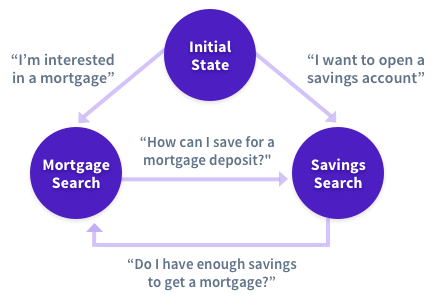 Initial
State
“I’m interested
in a mortgage”
“I want to open a
savings account”
“How can I save for a
mortgage deposit?"
Mortgage
Search
Savings
Search
“Do I have enough savings
to get a mortgage?”